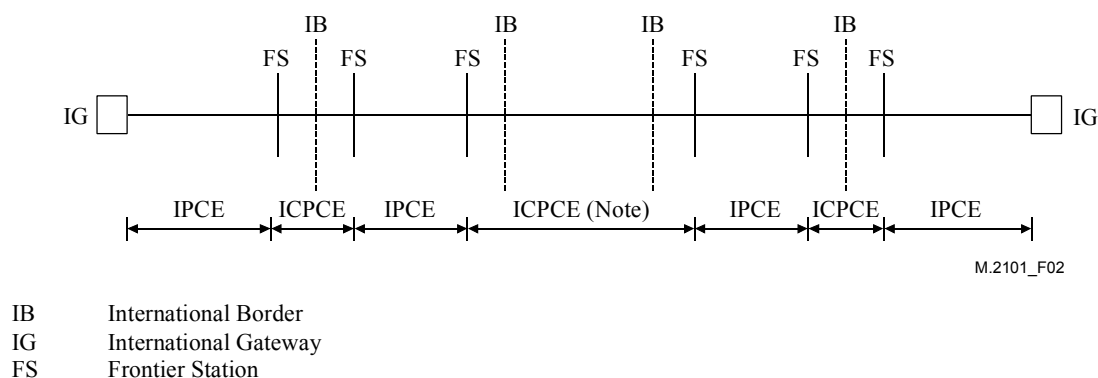 IB IB IB IB
FS FS FS FS FS FS
IG IG
IPCE ICPCE IPCE ICPCE (Note) IPCE ICPCE IPCE
M.2101_F02
IB International Border
IG International Gateway
FS Frontier Station